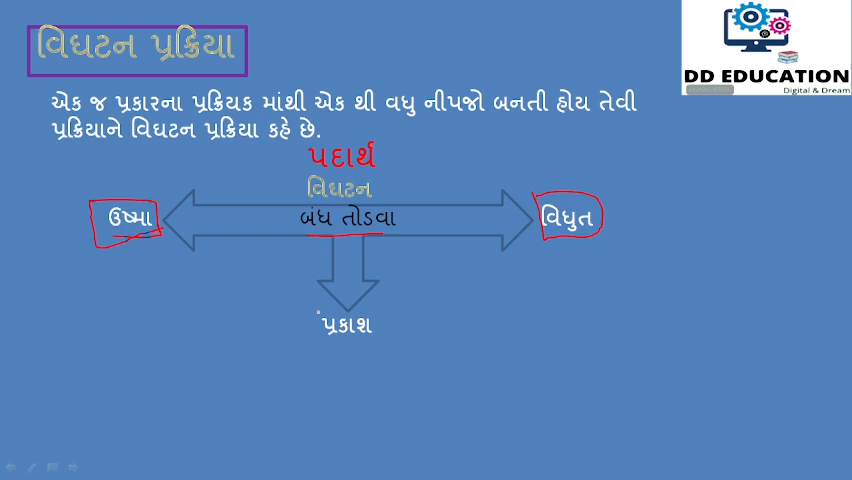 વિઘટન પ્રક્રિયા
DD EDUCATION
Digital & Dream
એક જ પ્રકારના પ્રક્રિયક માંથી એક થી વધુ નીપજો બનતી હોય તેવી
પ્રક્રિયાને વિઘટન પ્રક્રિયા કહે છે.
પદાર્થ
વિઘટન
ઉષ્મા
બંધ તોડવા
વિધુત
પ્રકાશ